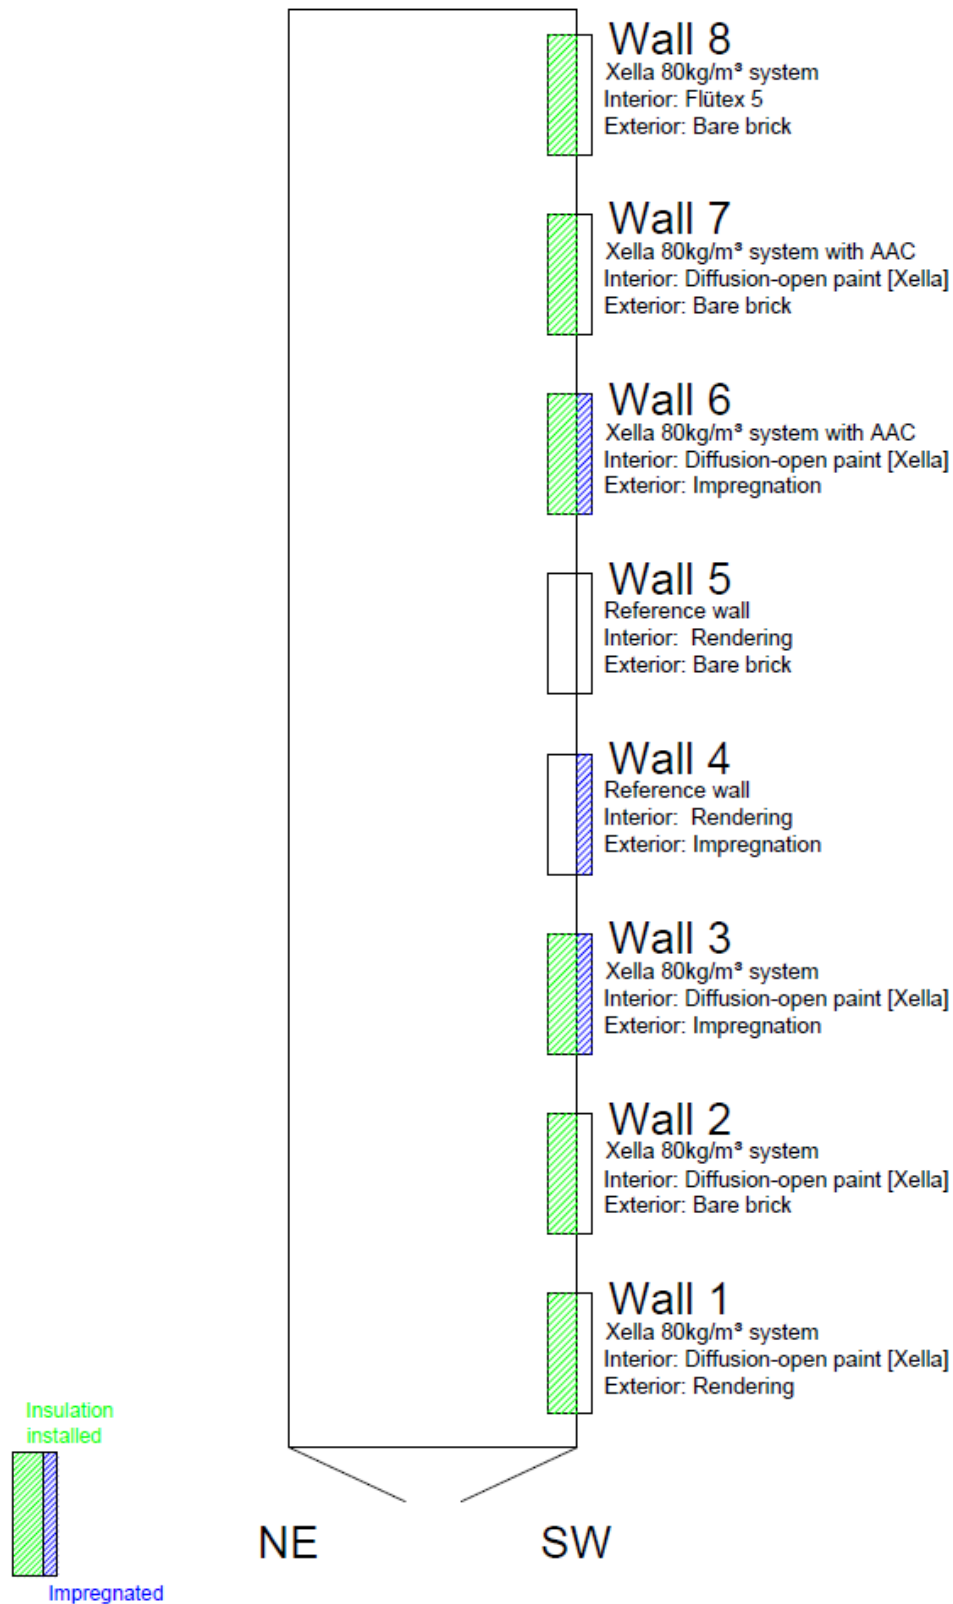 Wall 8
Xella 80kg/m³ system
Interior: Flütex 5
Exterior: Bare brick
Wall 7
Xella 80kg/m³ system with AAC
Interior: Diffusion-open paint [Xella]
Exterior: Bare brick
Wall 6
Xella 80kg/m³ system with AAC
Interior: Diffusion-open paint [Xella]
Exterior: Impregnation
Wall 5
Reference wall
Interior:  Rendering
Exterior: Bare brick
Wall 4
Reference wall
Interior:  Rendering
Exterior: Impregnation
Wall 3
Xella 80kg/m³ system
Interior: Diffusion-open paint [Xella]
Exterior: Impregnation
Wall 2
Xella 80kg/m³ system
Interior: Diffusion-open paint [Xella]
Exterior: Bare brick
Wall 1
Xella 80kg/m³ system
Interior: Diffusion-open paint [Xella]
Exterior: Rendering
Insulation
installed
NE
SW
Impregnated